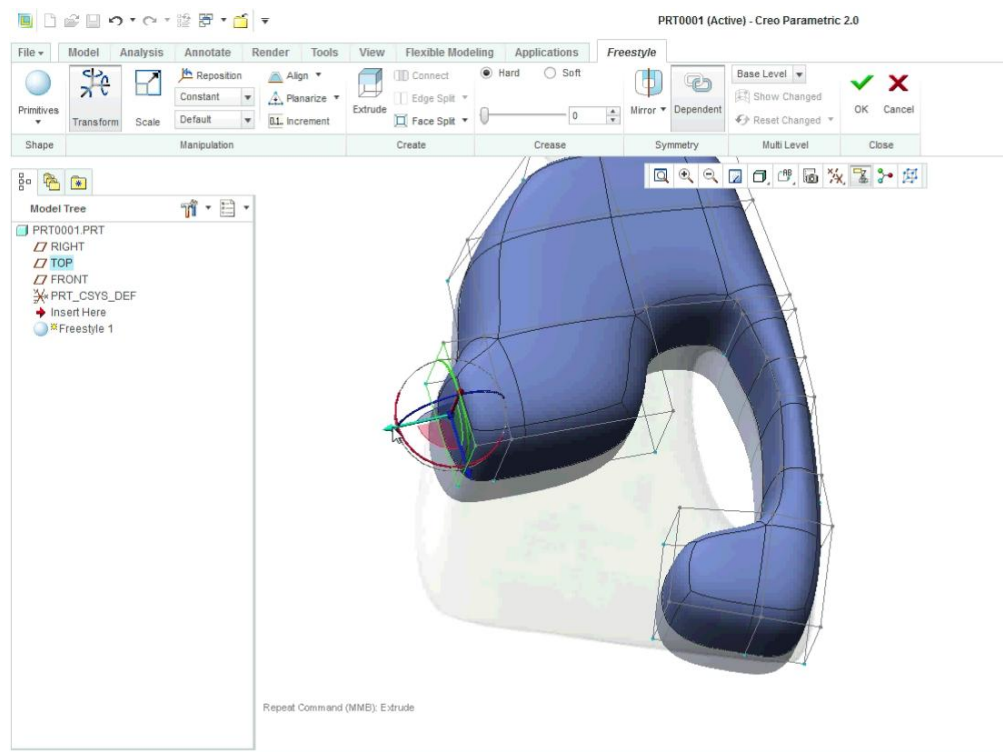 PRT0001 (Active) - Creo Parametric 2.0
File Model Analysis Annotate Render Tools View Flexible Modeling Applications Freestyle
Primitives
Transform
Scale
Reposition
Constant
Default
Align
Planarize
0.1.. Increment
Extrude
Connect
Edge Split
Face Split
Hard Soft
0
Mirror
Dependent
Base Level
Show Changed
Reset Changed
OK
Cancel
Shape Manipulation Create Crease Symmetry Multi Level Close
Model Tree
PRT0001.PRT
RIGHT
TOP
FRONT
PRT_CSYS_DEF
Insert Here
Freestyle 1
Repeat Command (MMB): Extrude